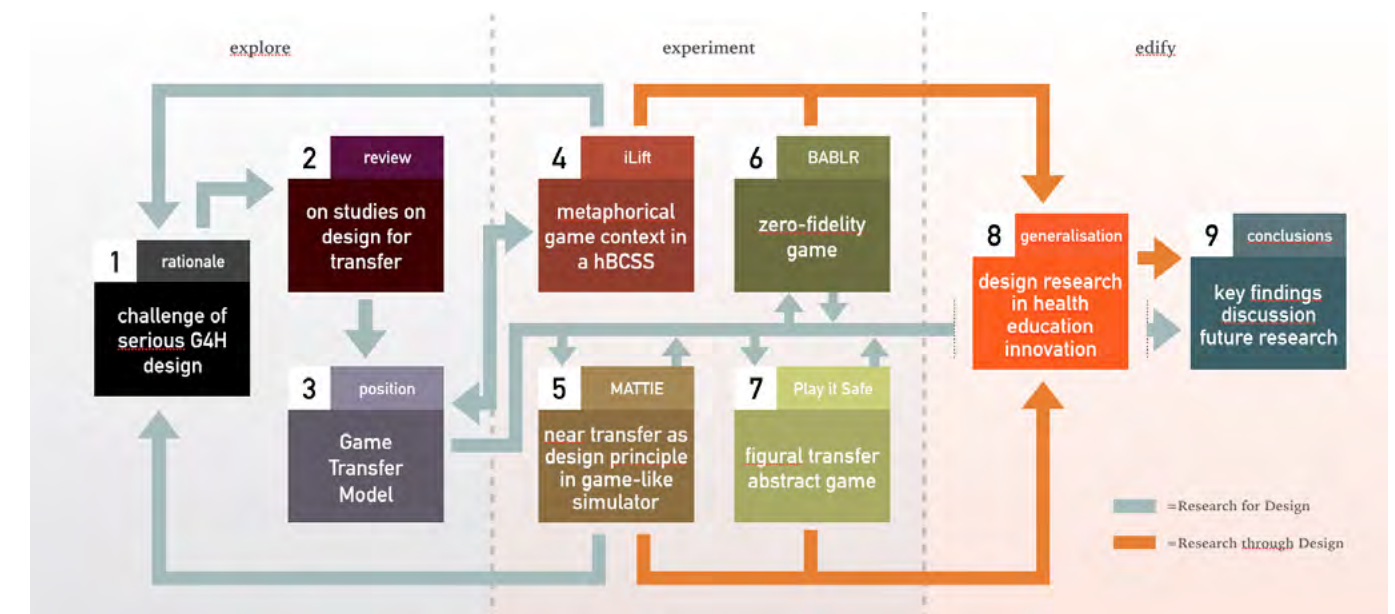 explore
experiment
edify
1
rationale
challenge of
serious G4H
design
2
review
on studies on
design for
transfer
3
position
Game
Transfer
Model
4
iLift
metaphorical
game context in
a hBCSS
5
MATTIE
near transfer as
design principle
in game-like
simulator
6
BABLR
zero-fidelity
game
7
Play it Safe
figural transfer
abstract game
8
generalisation
design research
in health
education
innovation
9
conclusions
key findings
discussion
future research
=Research for Design
=Research through Design